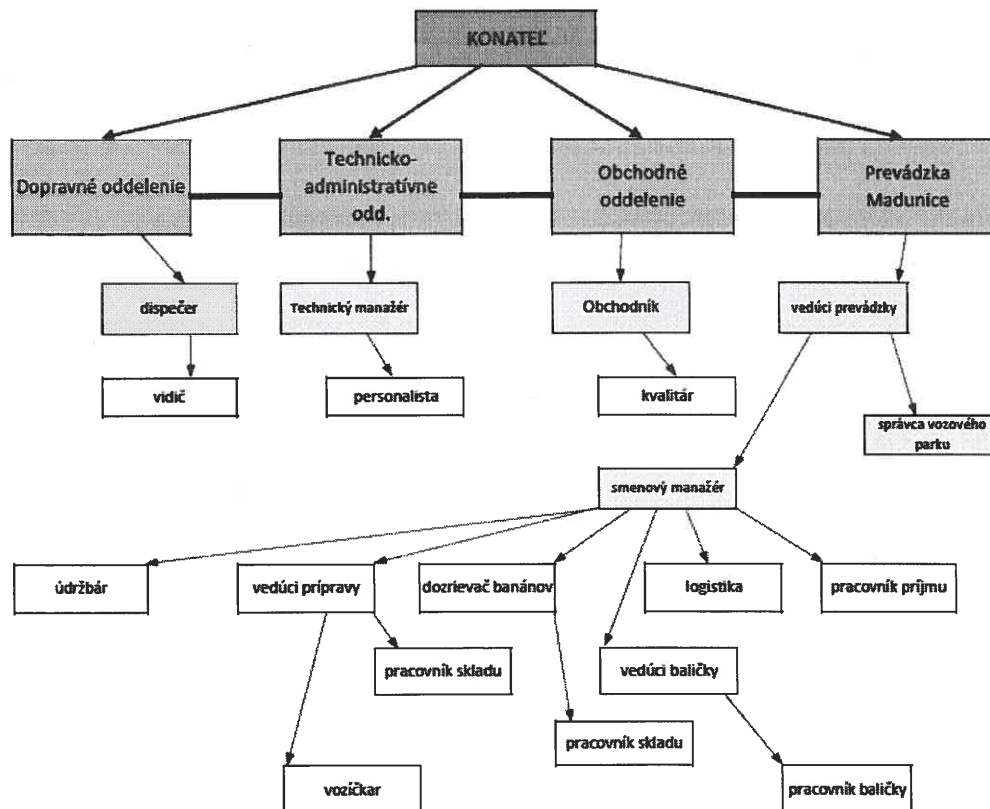 KONATEĽ
Dopravné oddelenie
Technicko-
administratívne
odd.
Obchodné
oddelenie
Prevádzka
Madunice
dispečer
Technický manažér
Obchodník
vedúci prevádzky
vidič
personalista
kvalitár
správca vozového
parku
smenový manažér
údržbár
vedúci prípravy
dozrievač banánov
logistika
pracovník príjmu
pracovník skladu
vedúci baličky
pracovník skladu
vozíčkar
pracovník baličky